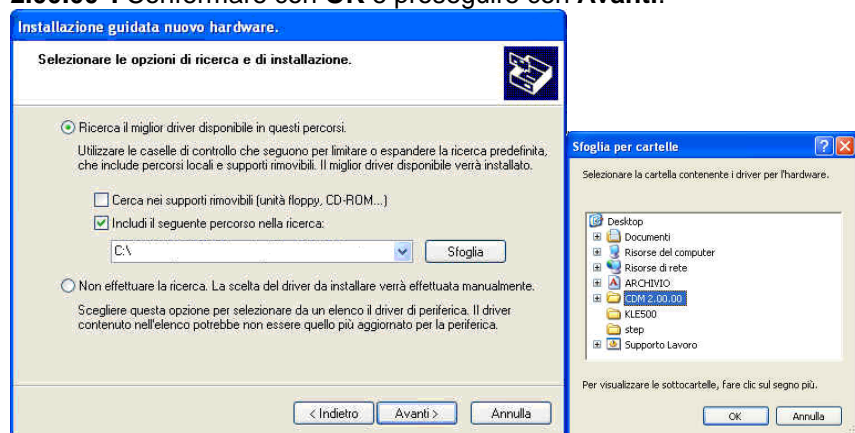 2.00.00". Confermare con OK e proseguire con Avanti.
Installazione guidata nuovo hardware.
Selezionare le opzioni di ricerca e di installazione.
Ricerca il miglior driver disponibile in questi percorsi.
Utilizzare le caselle di controllo che seguono per limitare o espandere la ricerca predefinita,
che include percorsi locali e supporti rimovibili. Il miglior driver disponibile verrà installato.
Cerca nei supporti rimovibili (unità floppy, CD-ROM...)
Includi il seguente percorso nella ricerca:
C:\
Sfoglia
Non effettuare la ricerca. La scelta del driver da installare verrà effettuata manualmente.
Scegliere questa opzione per selezionare da un elenco il driver di periferica. Il driver
contenuto nell'elenco potrebbe non essere quello più aggiornato per la periferica.
< Indietro
Avanti >
Annulla
Sfoglia per cartelle
Selezionare la cartella contenente i driver per l'hardware.
Desktop
Documenti
Risorse del computer
Risorse di rete
ARCHIVIO
CDM 2.00.00
KLE500
step
Supporto Lavoro
Per visualizzare le sottocartelle, fare clic sul segno più.
OK
Annulla